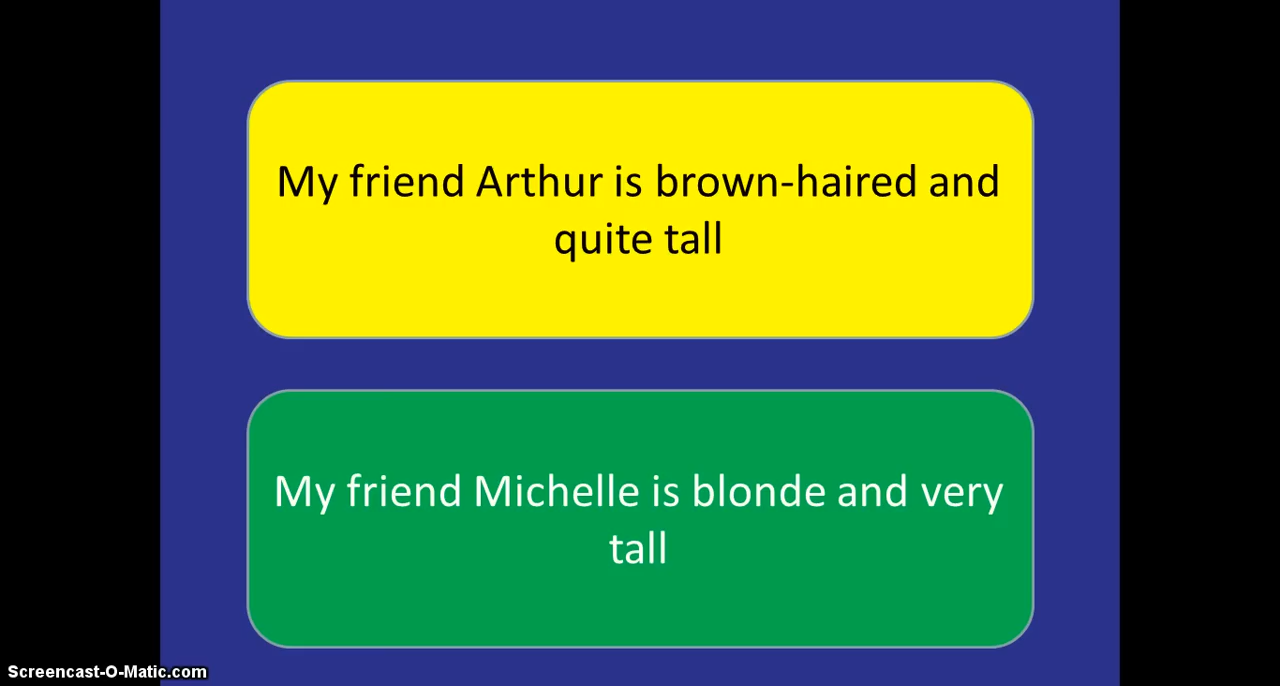 My friend Arthur is brown-haired and
quite tall
My friend Michelle is blonde and very
tall
Screencast-O-Matic.com